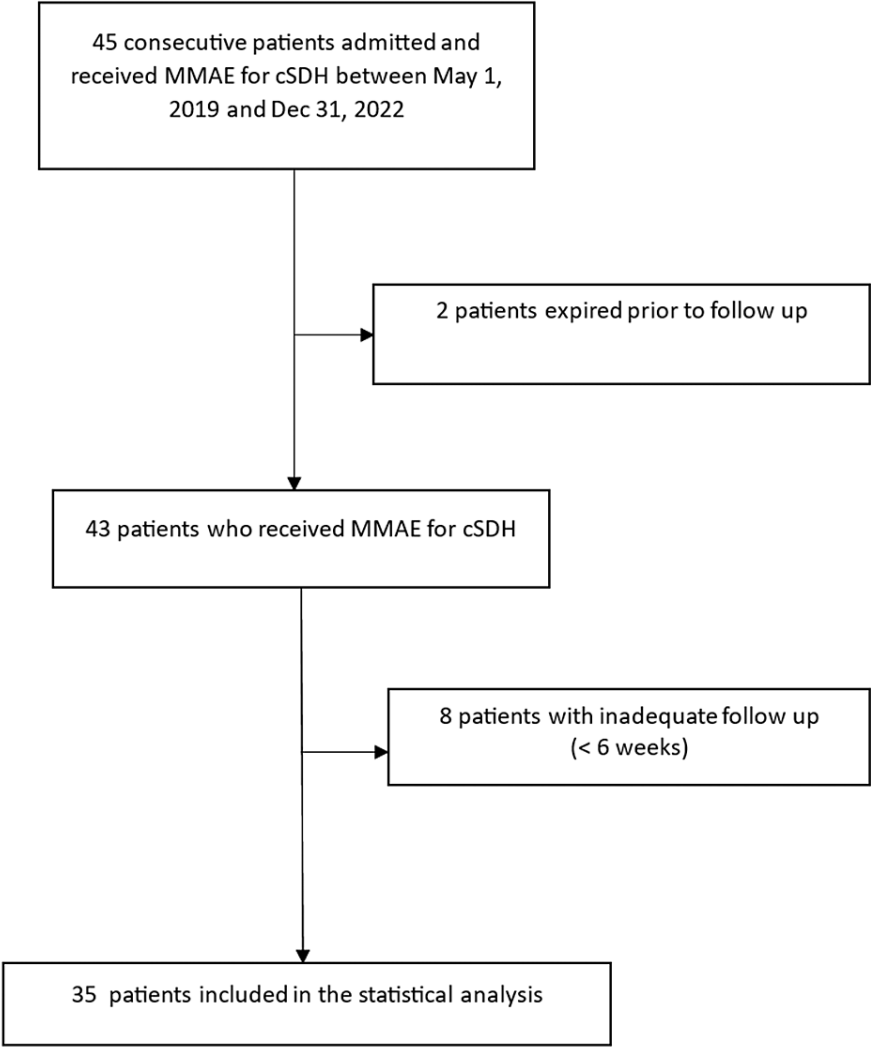 45 consecutive patients admitted and
received MMAE for cSDH between May 1,
2019 and Dec 31, 2022
2 patients expired prior to follow up
43 patients who received MMAE for cSDH
8 patients with inadequate follow up
(< 6 weeks)
35 patients included in the statistical analysis